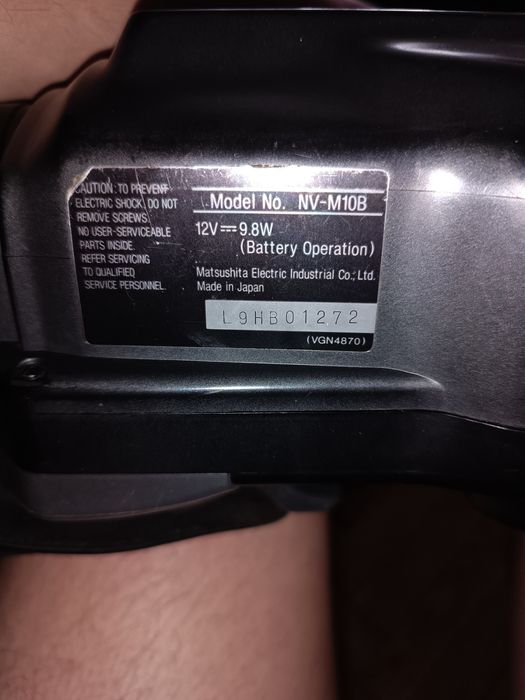 CAUTION: TO PREVENT
ELECTRIC SHOCK, DO NOT
REMOVE SCREWS.
NO USER-SERVICEABLE
PARTS INSIDE.
REFER SERVICING
TO QUALIFIED
SERVICE PERSONNEL.
Model No. NV-M10B
12V⎓9.8W
(Battery Operation)
Matsushita Electric Industrial Co., Ltd.
Made in Japan
L9HB01272
(VGN4870)